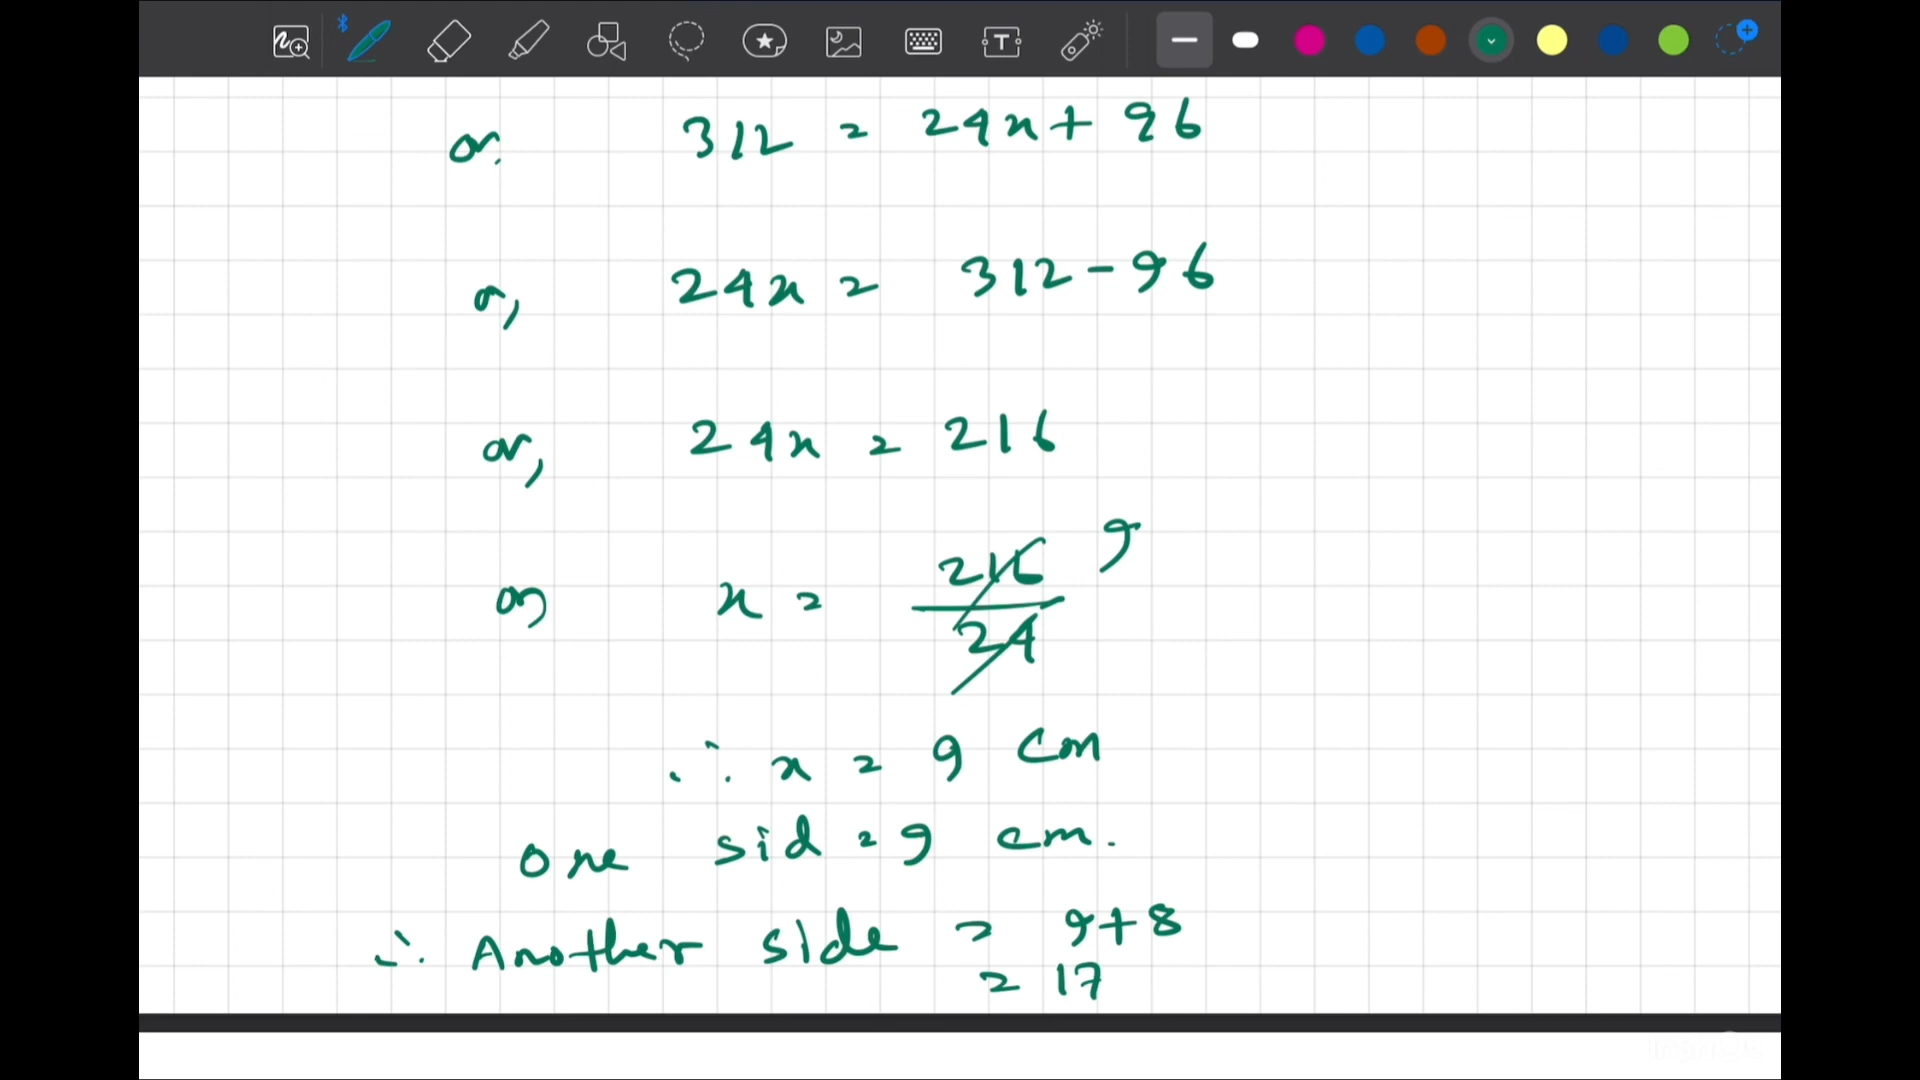 or. 312 = 24x + 96
or, 24x = 312 - 96
or, 24x = 216
or, x = 216/24 9
∴ x = 9 cm
One sid = 9 cm.
∴ Another side = 9+8
= 17